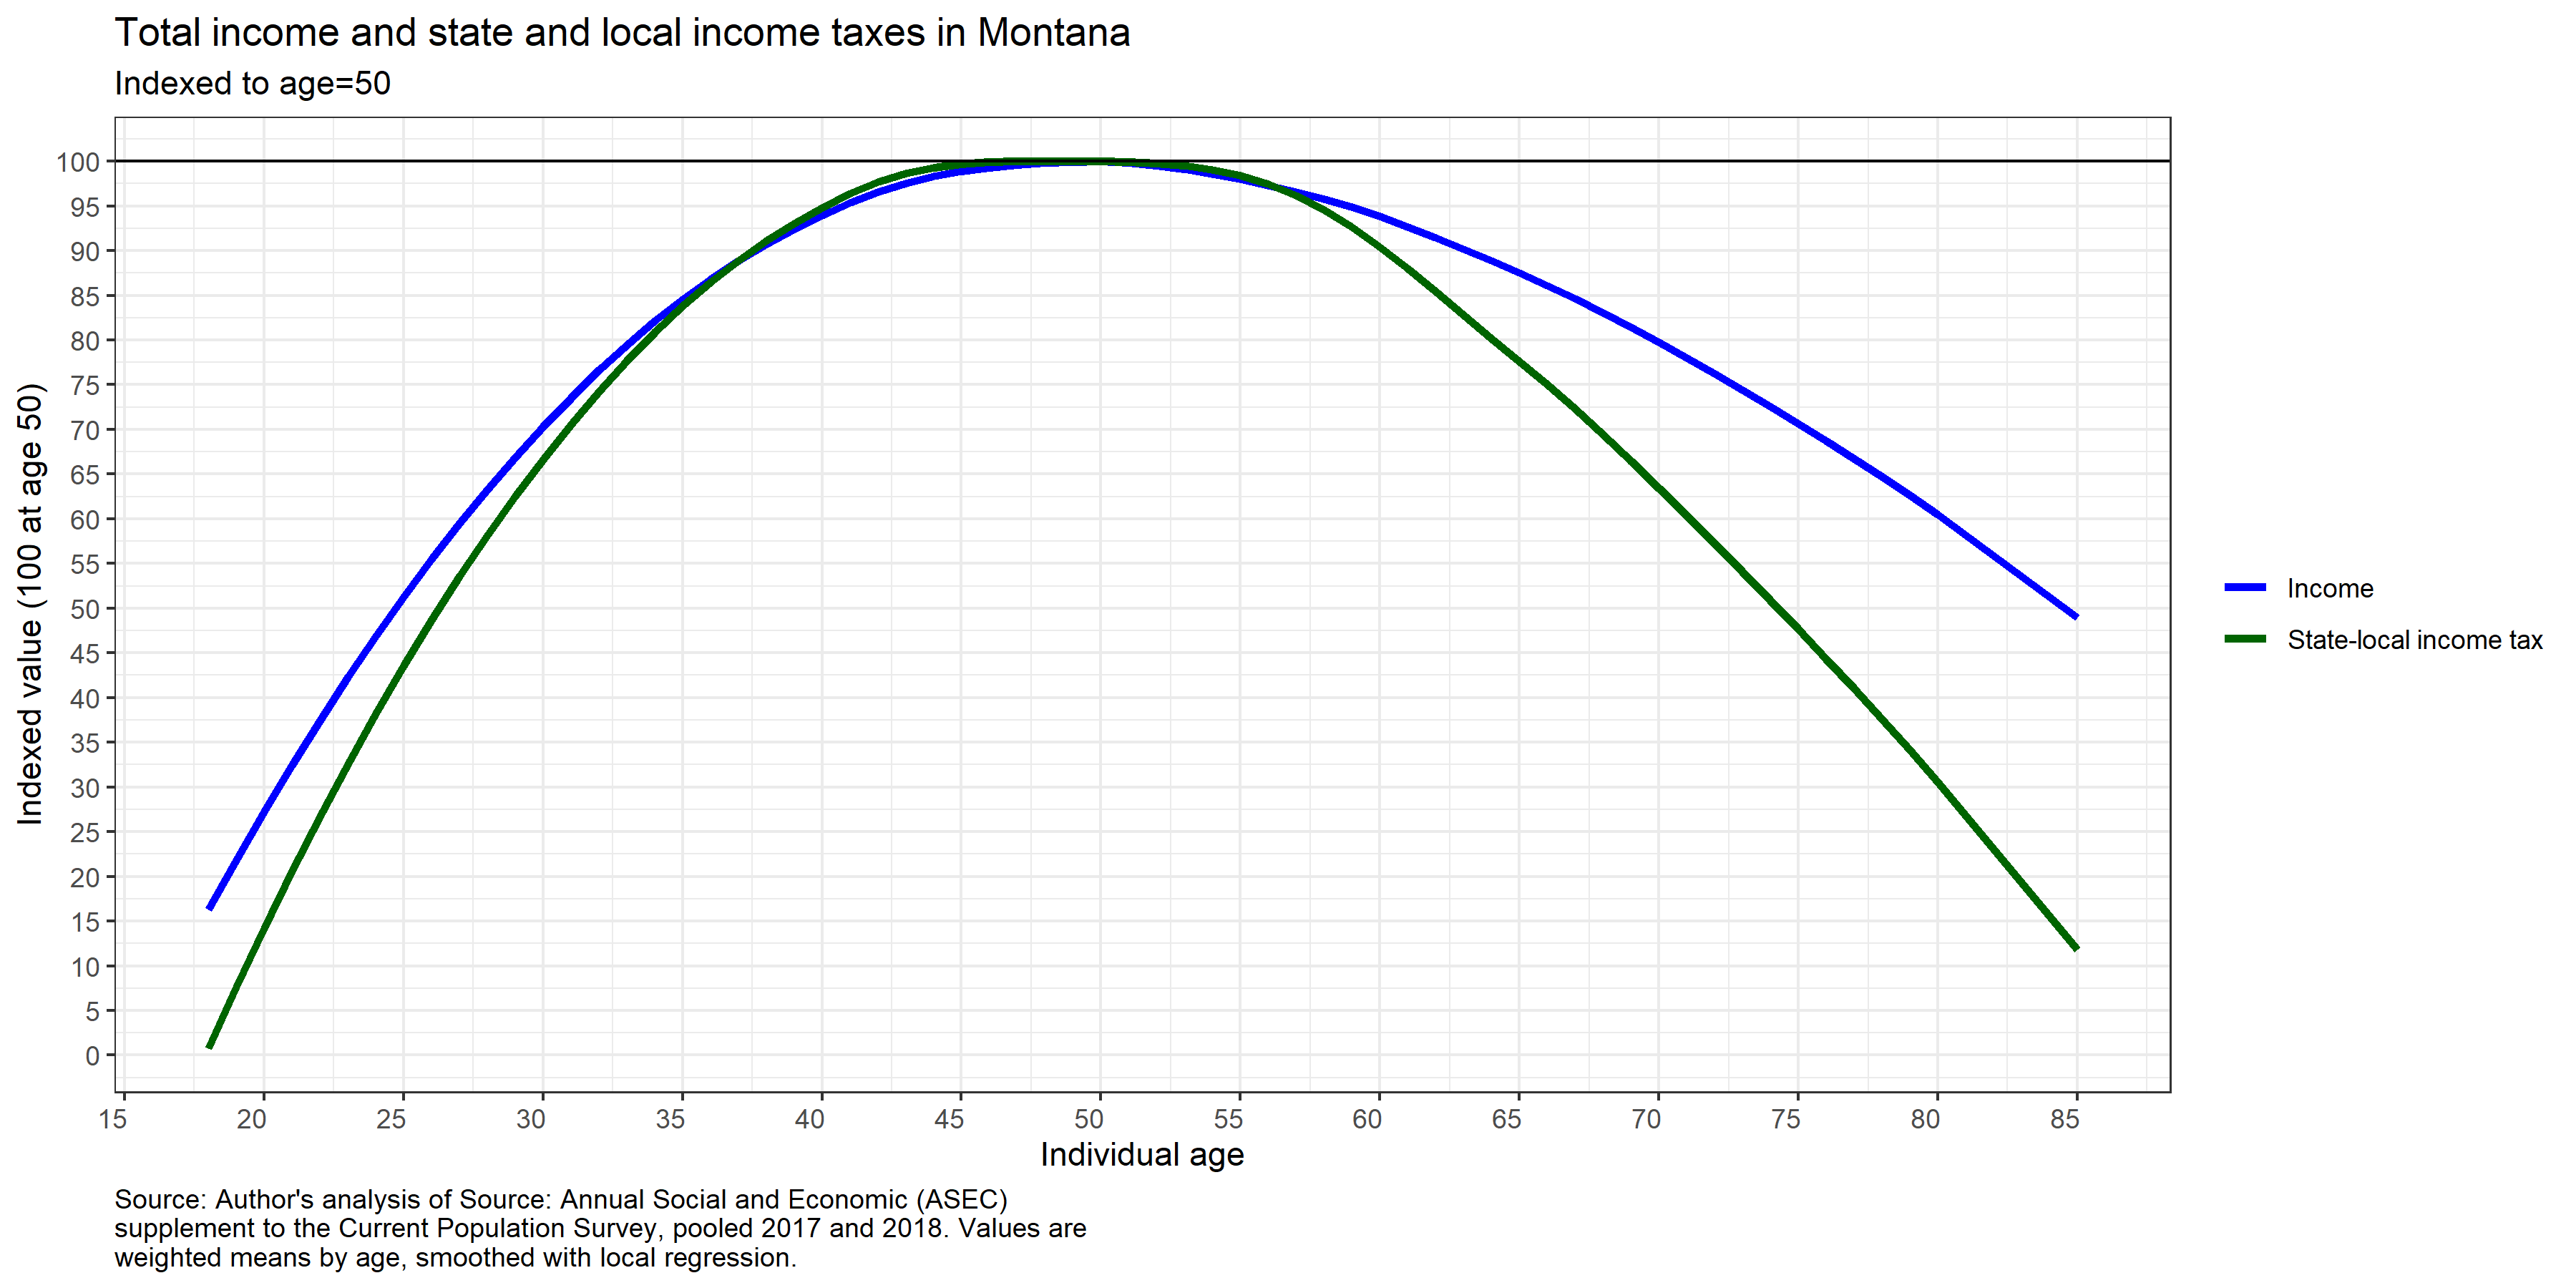 Total income and state and local income taxes in Montana
Indexed to age=50
Indexed value (100 at age 50)
100
95
90
85
80
75
70
65
60
55
50
45
40
35
30
25
20
15
10
5
0
15 20 25 30 35 40 45 50 55 60 65 70 75 80 85
Individual age
Income
State-local income tax
Source: Author's analysis of Source: Annual Social and Economic (ASEC)
supplement to the Current Population Survey, pooled 2017 and 2018. Values are
weighted means by age, smoothed with local regression.